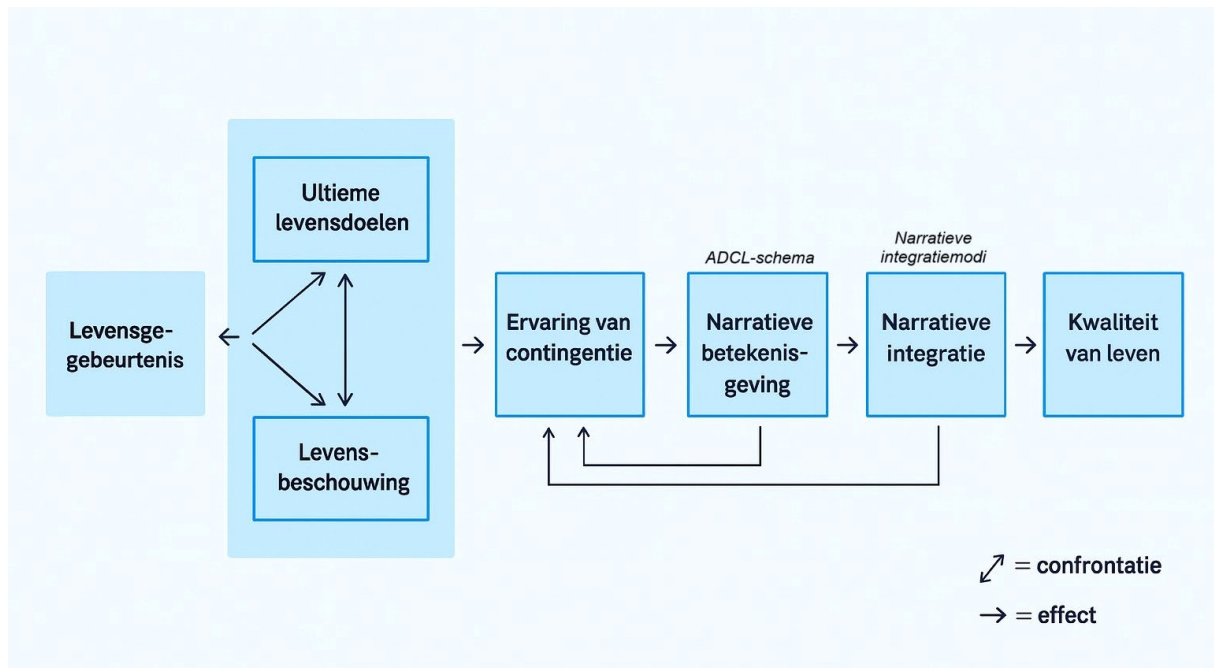 Ultieme
levensdoelen
Levensge-
gebeurtenis
Levens-
beschouwing
Ervaring van
contingentie
ADCL-schema
Narratieve
betekenis-
geving
Narratieve
integratiemodi
Narratieve
integratie
Kwaliteit
van leven
= confrontatie
= effect